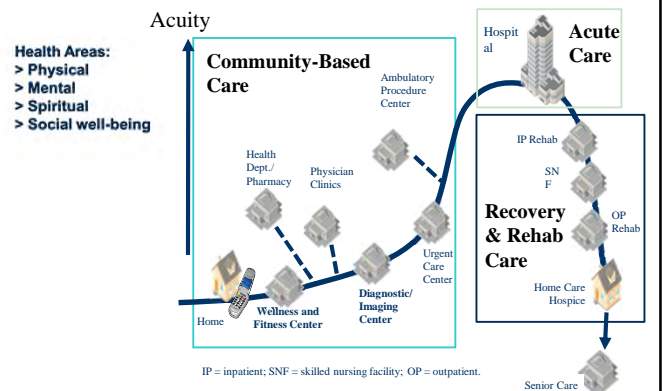 Acuity
Health Areas:
> Physical
> Mental
> Spiritual
> Social well-being
Community-Based
Care
Ambulatory
Procedure
Center
Health
Dept./
Pharmacy
Physician
Clinics
Urgent
Care
Center
Diagnostic/
Imaging
Center
Wellness and
Fitness Center
Home
Hospit
al
Acute
Care
IP Rehab
SN
F
Recovery
& Rehab
Care
OP
Rehab
Home Care
Hospice
Senior Care
IP = inpatient; SNF = skilled nursing facility; OP = outpatient.